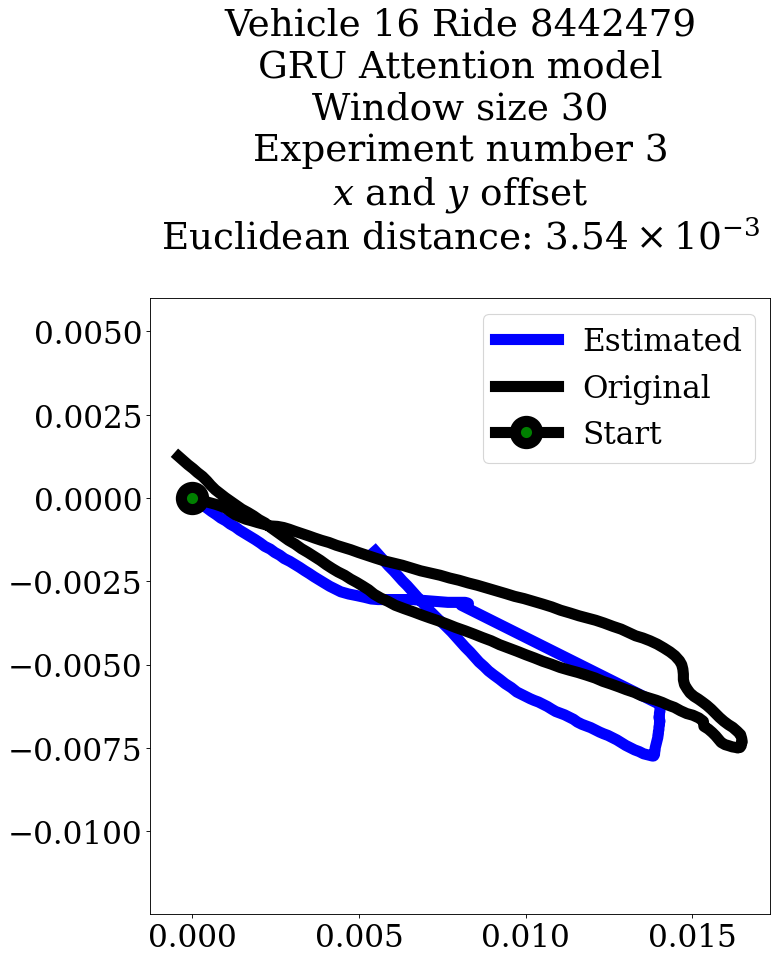 Vehicle 16 Ride 8442479
GRU Attention model
Window size 30
Experiment number 3
x and y offset
Euclidean distance: 3.54 × 10⁻³
Estimated
Original
Start
0.0050
0.0025
0.0000
−0.0025
−0.0050
−0.0075
−0.0100
0.000 0.005 0.010 0.015